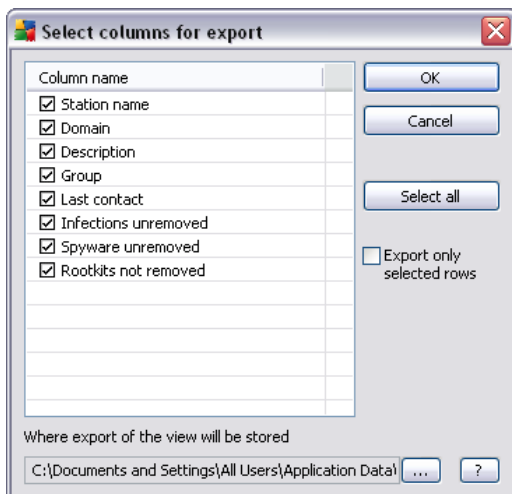 Select columns for export
Column name
Station name
Domain
Description
Group
Last contact
Infections unremoved
Spyware unremoved
Rootkits not removed
OK
Cancel
Select all
Export only
selected rows
Where export of the view will be stored
C:\Documents and Settings\All Users\Application Data\
...
?